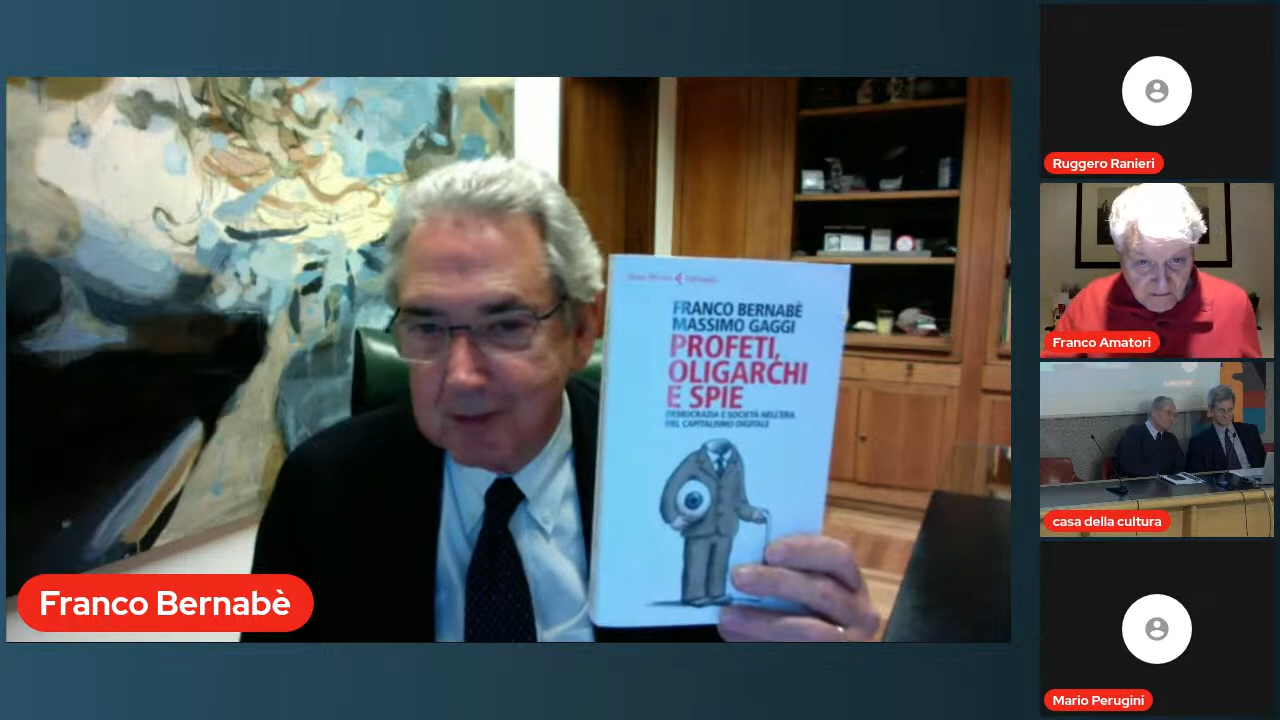 FRANCO BERNABÈ
MASSIMO GAGGI
PROFETI,
OLIGARCHI
E SPIE
DEMOCRAZIA E SOCIETÀ NELL'ERA
DEL CAPITALISMO DIGITALE
Franco Bernabè
Ruggero Ranieri
Franco Amatori
casa della cultura
Mario Perugini